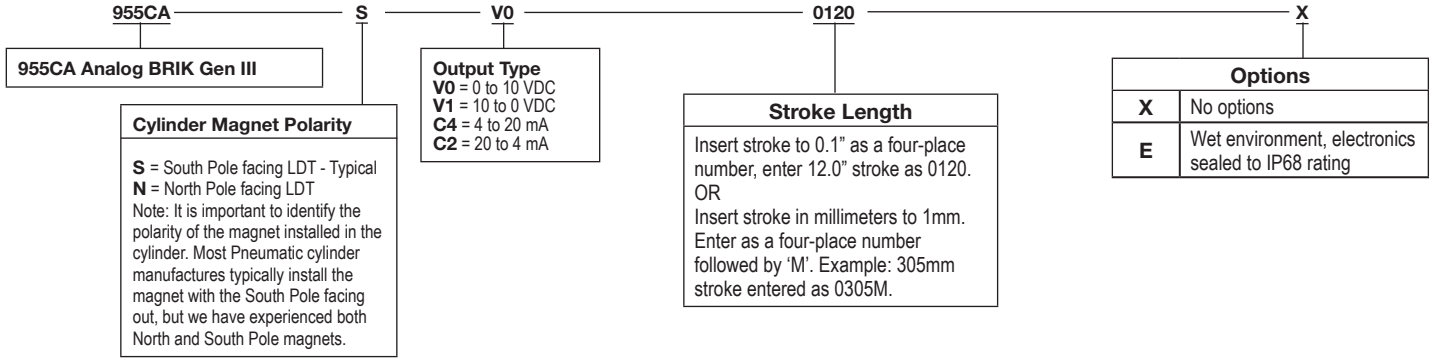 955CA S V0 0120 X
955CA Analog BRIK Gen III
Cylinder Magnet Polarity
S = South Pole facing LDT - Typical
N = North Pole facing LDT
Note: It is important to identify the
polarity of the magnet installed in the
cylinder. Most Pneumatic cylinder
manufactures typically install the
magnet with the South Pole facing
out, but we have experienced both
North and South Pole magnets.
Output Type
V0 = 0 to 10 VDC
V1 = 10 to 0 VDC
C4 = 4 to 20 mA
C2 = 20 to 4 mA
Stroke Length
Insert stroke to 0.1” as a four-place
number, enter 12.0” stroke as 0120.
OR
Insert stroke in millimeters to 1mm.
Enter as a four-place number
followed by ‘M’. Example: 305mm
stroke entered as 0305M.
Options
X No options
E Wet environment, electronics
sealed to IP68 rating